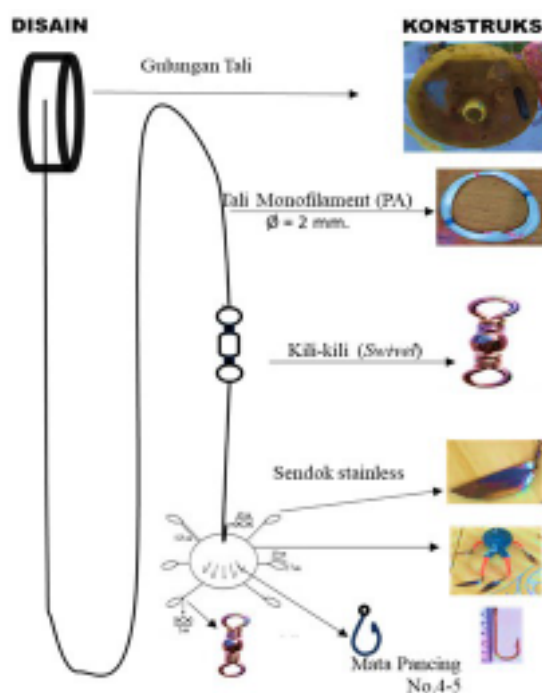 DISAIN
KONSTRUKS
Gulungan Tali
Tali Monofilament (PA)
Ø = 2 mm.
Kili-kili (Swivel)
Sendok stainless
Mata Pancing
No.4-5